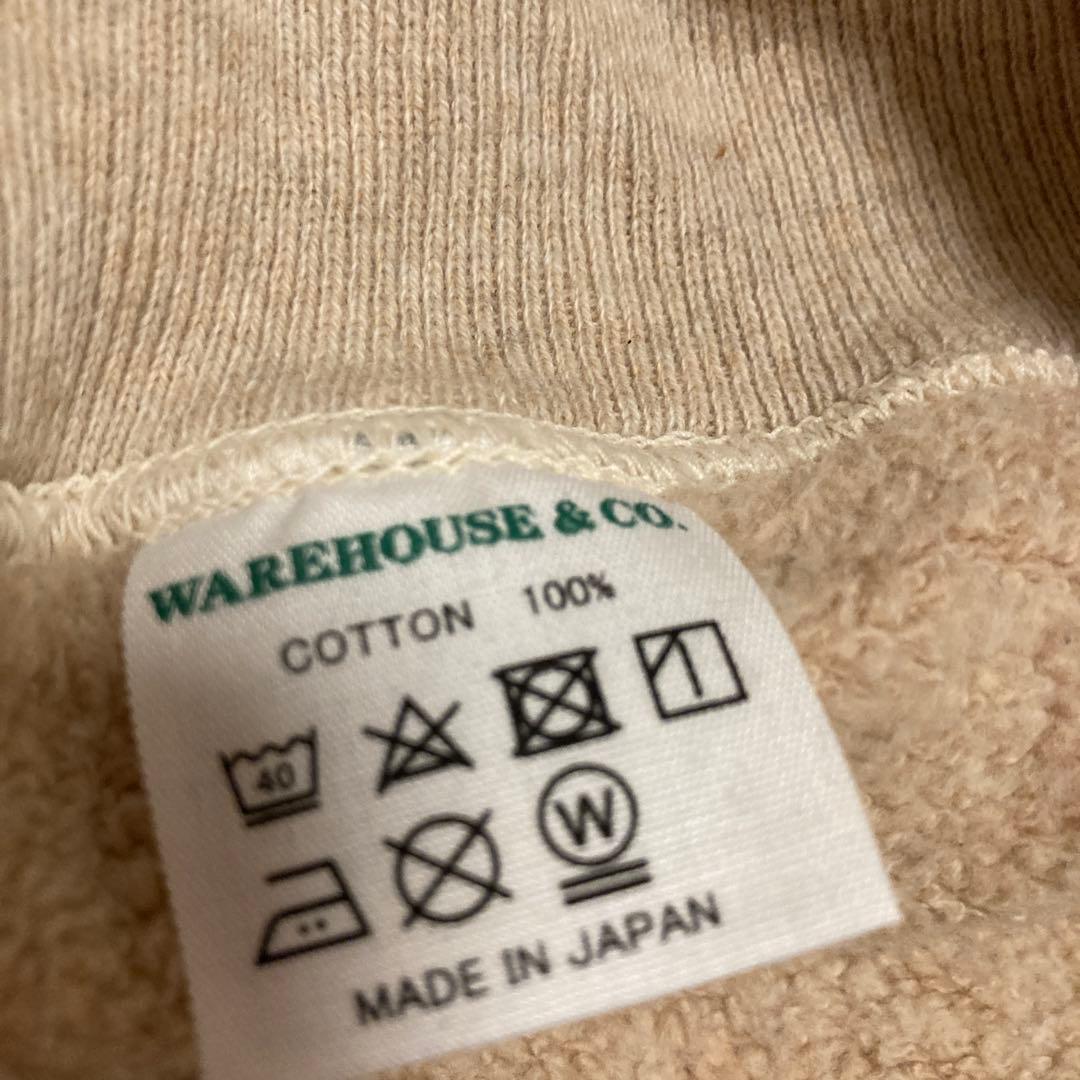 WAREHOUSE & CO.
COTTON 100%
40
W
MADE IN JAPAN